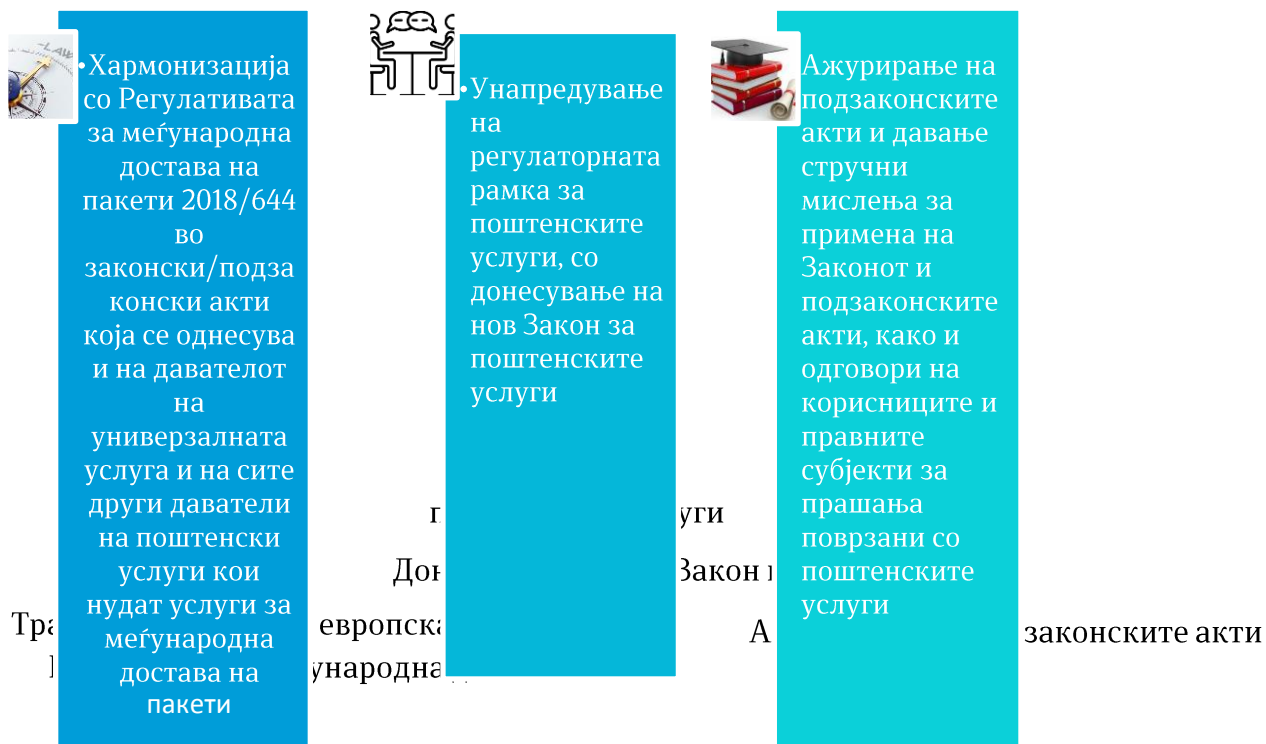 •Хармонизација
со Регулативата
за меѓународна
достава на
пакети 2018/644
во
законски/подза
конски акти
која се однесува
и на давателот
на
универзалната
услуга и на сите
други даватели
на поштенски
услуги кои
нудат услуги за
меѓународна
достава на
пакети
•Унапредување
на
регулаторната
рамка за
поштенските
услуги, со
донесување на
нов Закон за
поштенските
услуги
Ажурирање на
подзаконските
акти и давање
стручни
мислења за
примена на
Законот и
подзаконските
акти, како и
одговори на
корисниците и
правните
субјекти за
прашања
поврзани со
поштенските
услуги
Закон
законските акти